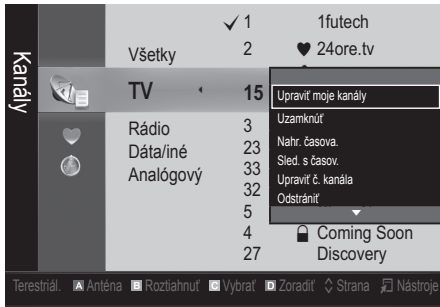 Kanály
1 1futech
Všetky 2 24ore.tv
TV 15
Rádio 3
Dáta/iné 23
Analógový 33
32
5
4 Coming Soon
27 Discovery
Upraviť moje kanály
Uzamknúť
Nahr. časova.
Sled. s časov.
Upraviť č. kanála
Odstrániť
Terestriál. A Anténa B Roztiahnuť C Vybrať D Zoradiť Strana Nástroje